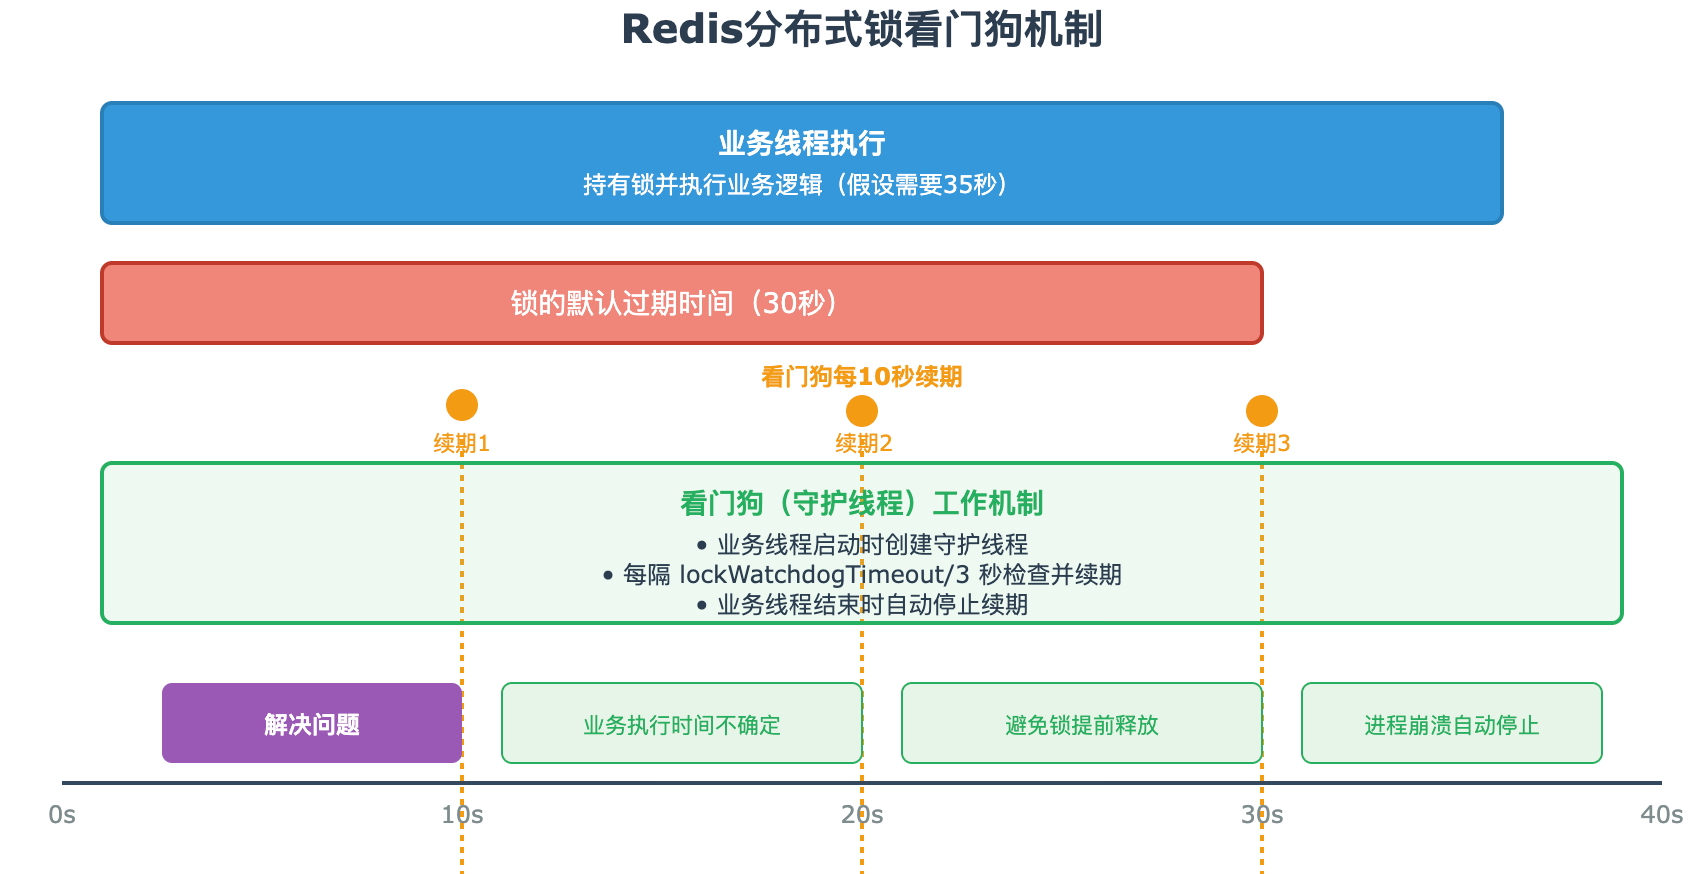 Redis分布式锁看门狗机制
业务线程执行
持有锁并执行业务逻辑（假设需要35秒）
锁的默认过期时间（30秒）
看门狗每10秒续期
续期1
续期2
续期3
看门狗（守护线程）工作机制
• 业务线程启动时创建守护线程
• 每隔 lockWatchdogTimeout/3 秒检查并续期
• 业务线程结束时自动停止续期
解决问题
业务执行时间不确定
避免锁提前释放
进程崩溃自动停止
0s
10s
20s
30s
40s